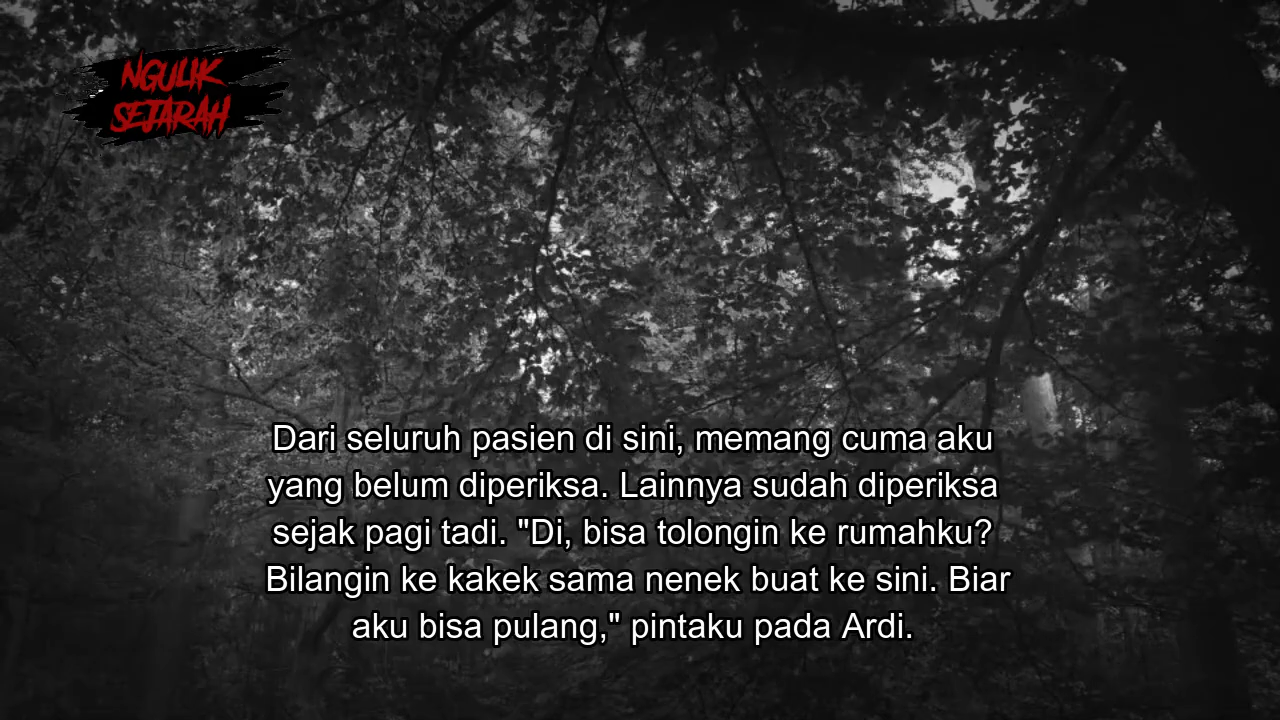 NGULIK
SEJARAH
Dari seluruh pasien di sini, memang cuma aku
yang belum diperiksa. Lainnya sudah diperiksa
sejak pagi tadi. "Di, bisa tolongin ke rumahku?
Bilangin ke kakek sama nenek buat ke sini. Biar
aku bisa pulang," pintaku pada Ardi.